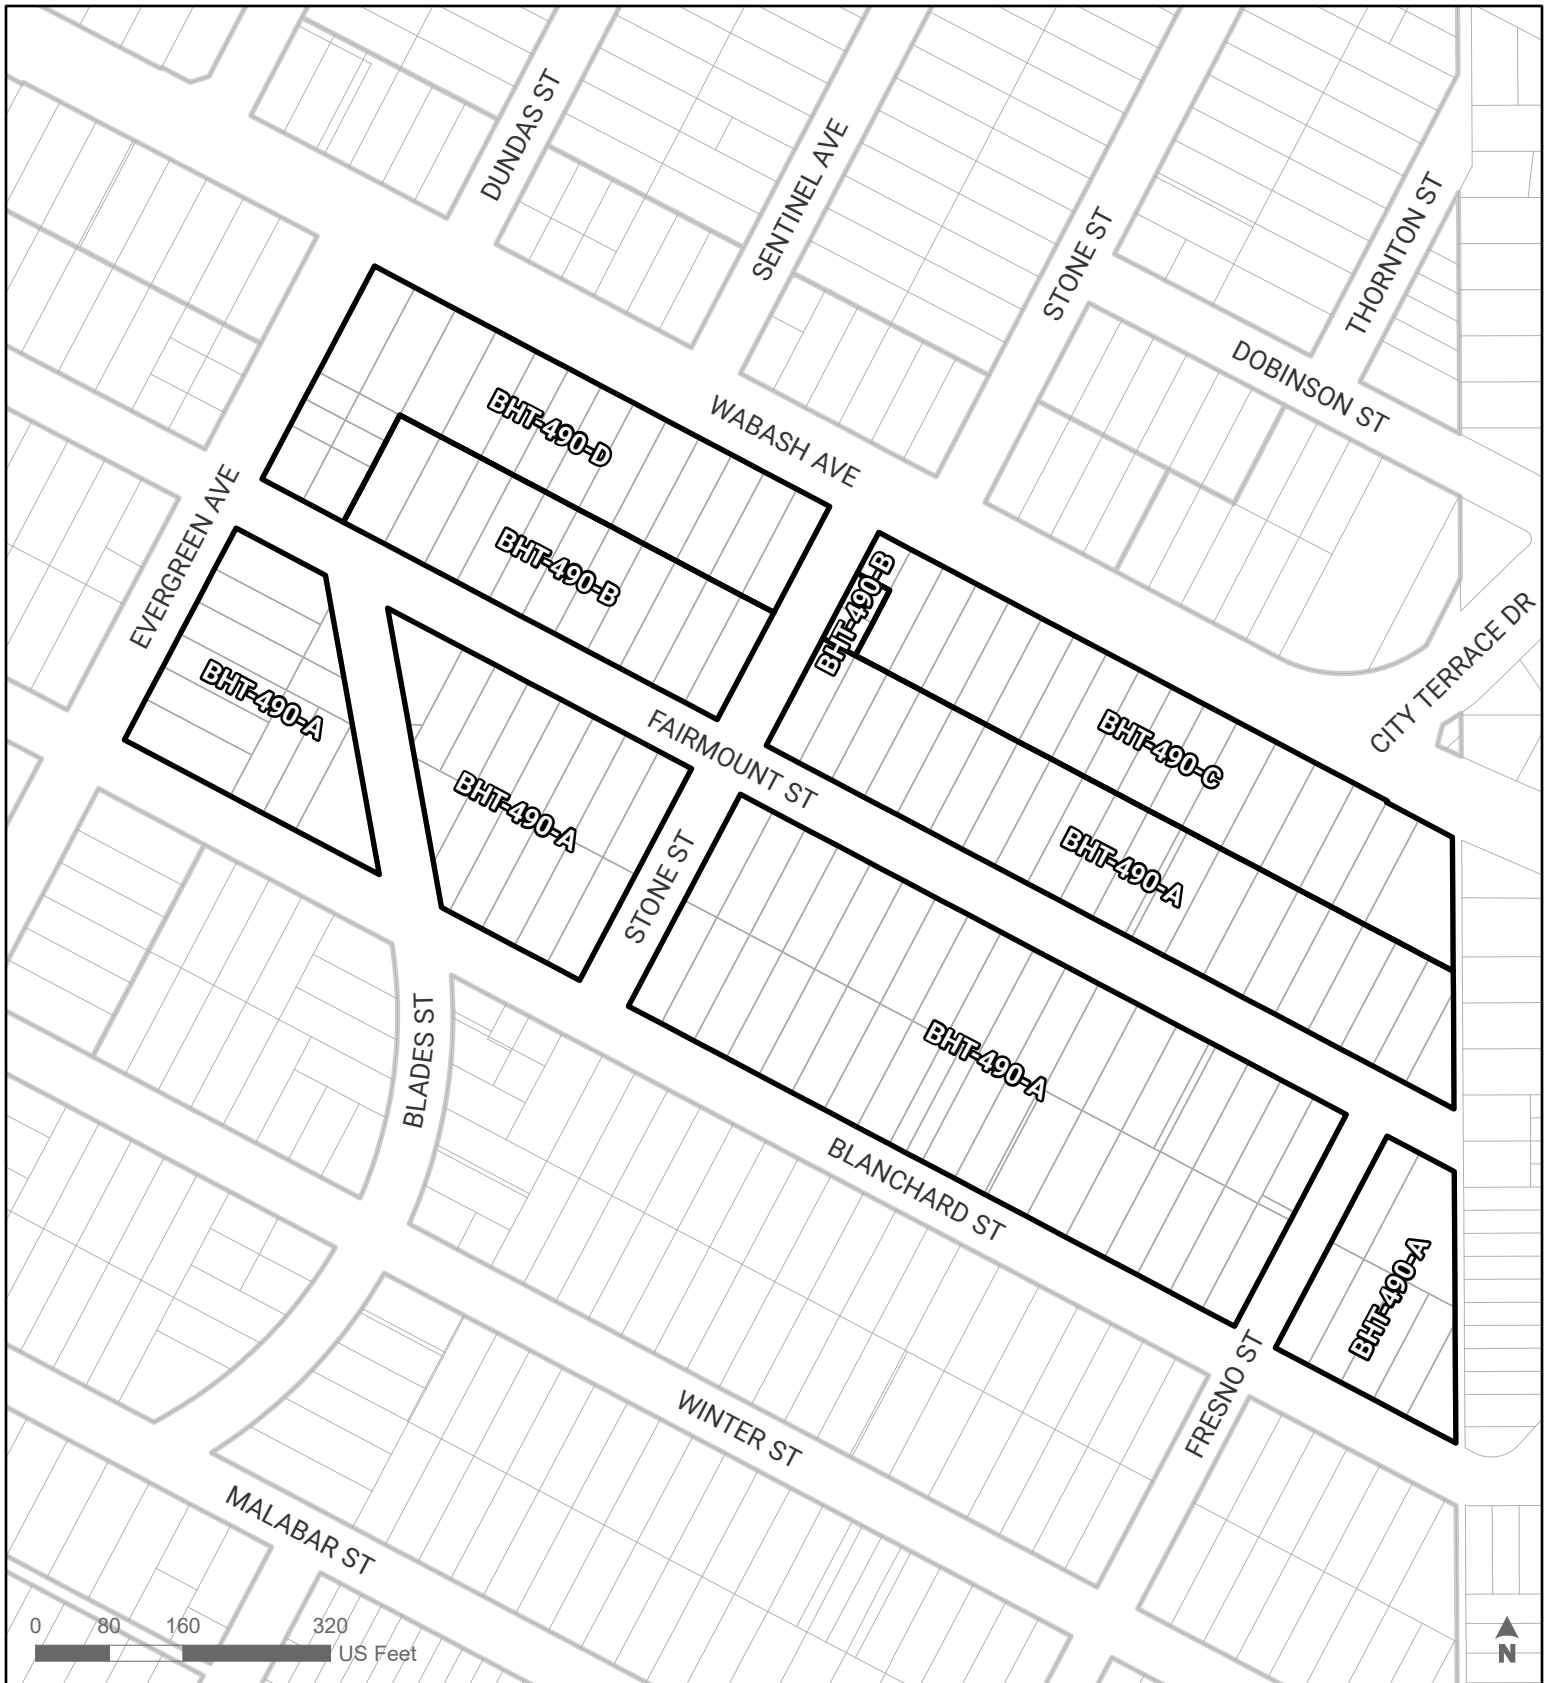 DUNDAS ST
SENTINEL AVE
STONE ST
THORNTON ST
DOBINSON ST
WABASH AVE
BHT-490-D
EVERGREEN AVE
BHT-490-B
BHT-490-B
CITY TERRACE DR
BHT-490-A
FAIRMOUNT ST
BHT-490-C
BHT-490-A
STONE ST
BHT-490-A
BLADES ST
BHT-490-A
BLANCHARD ST
BHT-490-A
FRESNO ST
WINTER ST
MALABAR ST
0 80 160 320
US Feet
N